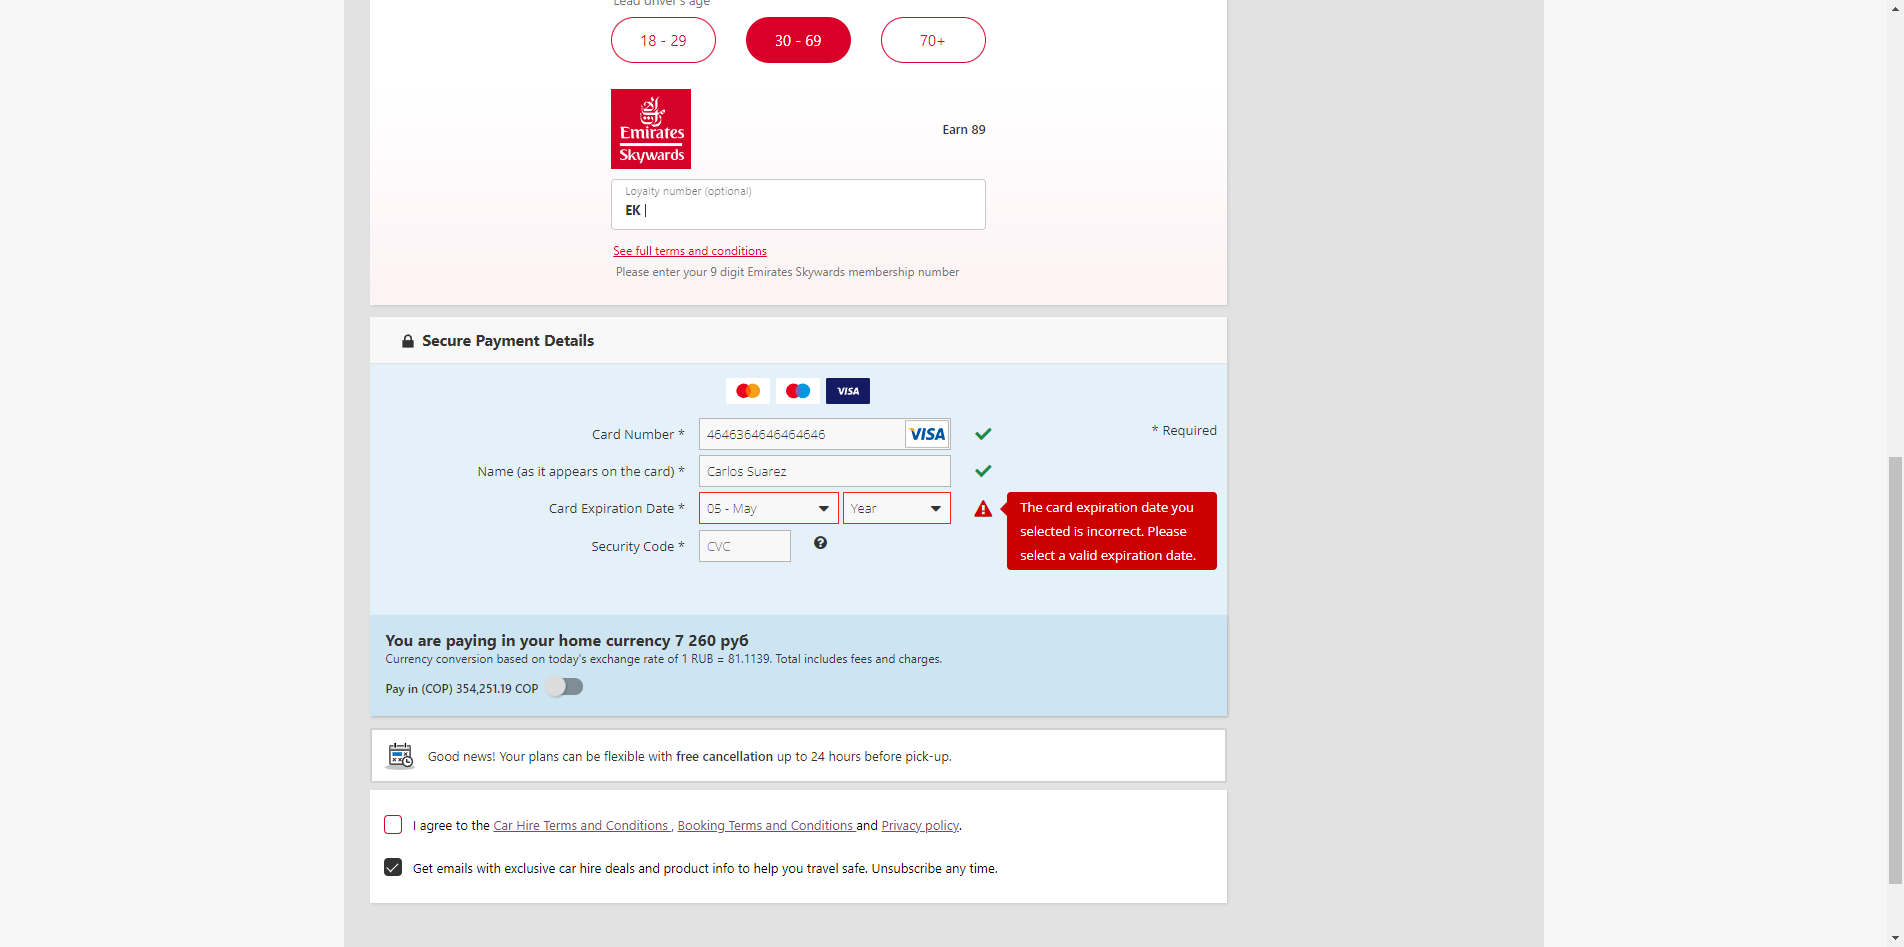 Lead driver's age
18 - 29
30 - 69
70+
Emirates
Skywards
Earn 89
Loyalty number (optional)
EK
See full terms and conditions
Please enter your 9 digit Emirates Skywards membership number
Secure Payment Details
VISA
Card Number *
4646364646464646
VISA
* Required
Name (as it appears on the card) *
Carlos Suarez
Card Expiration Date *
05 - May
Year
The card expiration date you
selected is incorrect. Please
select a valid expiration date.
Security Code *
CVC
You are paying in your home currency 7 260 руб
Currency conversion based on today's exchange rate of 1 RUB = 81.1139. Total includes fees and charges.
Pay in (COP) 354,251.19 COP
Good news! Your plans can be flexible with free cancellation up to 24 hours before pick-up.
I agree to the Car Hire Terms and Conditions , Booking Terms and Conditions and Privacy policy.
Get emails with exclusive car hire deals and product info to help you travel safe. Unsubscribe any time.